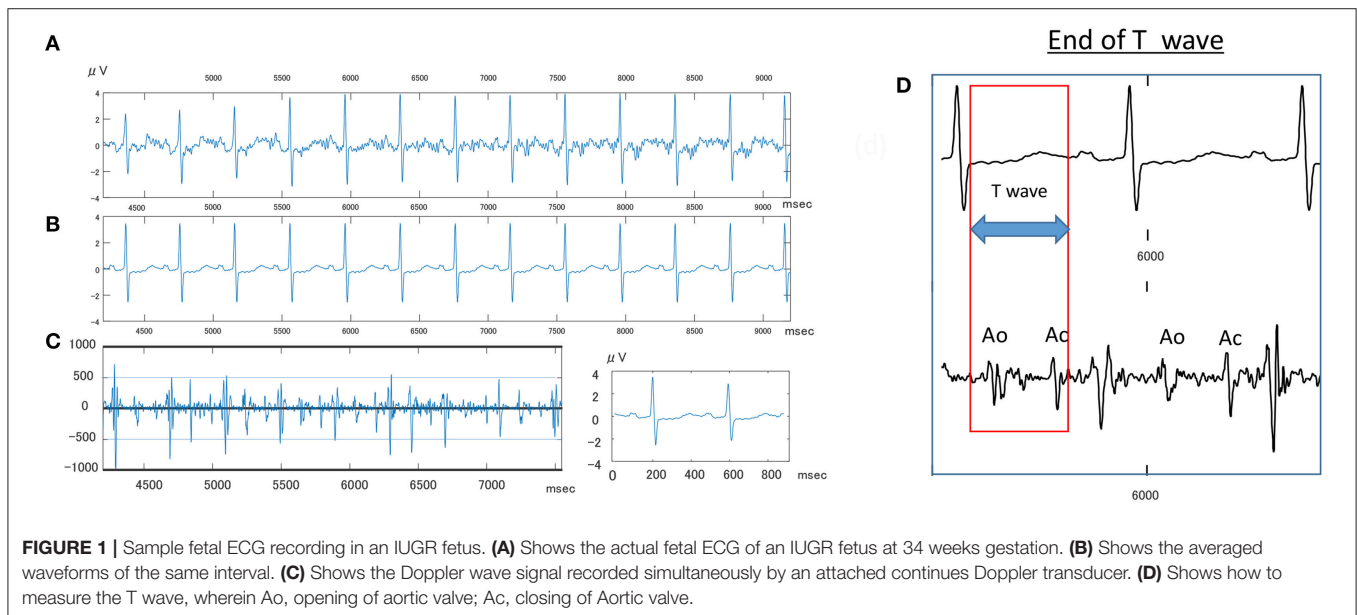 A
μV
5000 5500 6000 6500 7000 7500 8000 8500 9000
4
2
0
-2
-4
4500 5000 5500 6000 6500 7000 7500 8000 8500 9000 msec
B
4
2
0
-2
-4
4500 5000 5500 6000 6500 7000 7500 8000 8500 9000 msec
C
1000
500
0
-500
-1000
4500 5000 5500 6000 6500 7000 msec
μV
4
2
0
-2
-4
0 200 400 600 800 msec
End of T wave
D
(d)
T wave
6000
Ao Ac Ao Ac
6000
FIGURE 1 | Sample fetal ECG recording in an IUGR fetus. (A) Shows the actual fetal ECG of an IUGR fetus at 34 weeks gestation. (B) Shows the averaged
waveforms of the same interval. (C) Shows the Doppler wave signal recorded simultaneously by an attached continues Doppler transducer. (D) Shows how to
measure the T wave, wherein Ao, opening of aortic valve; Ac, closing of Aortic valve.